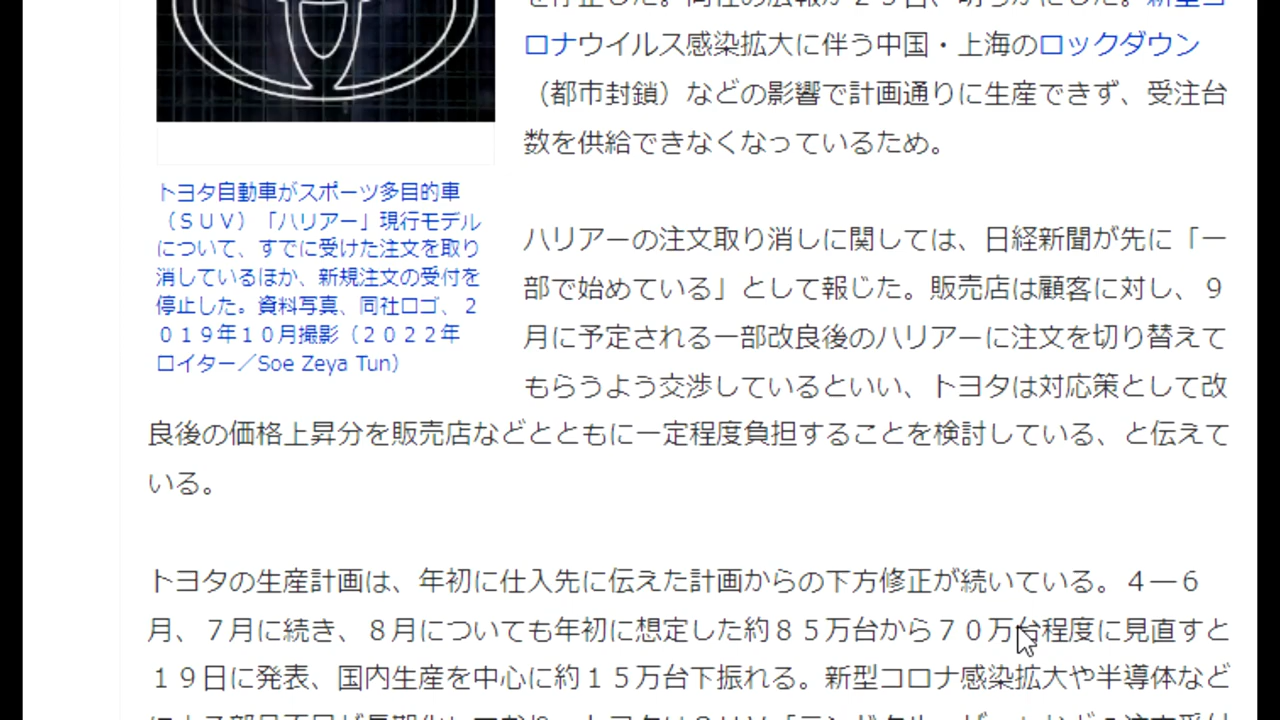 を停止した。同社の広報が２５日、明らかにした。新型コ
ロナウイルス感染拡大に伴う中国・上海のロックダウン
（都市封鎖）などの影響で計画通りに生産できず、受注台
数を供給できなくなっているため。
トヨタ自動車がスポーツ多目的車
（ＳＵＶ）「ハリアー」現行モデル
について、すでに受けた注文を取り
消しているほか、新規注文の受付を
停止した。資料写真、同社ロゴ、２
０１９年１０月撮影（２０２２年
ロイター／Soe Zeya Tun）
ハリアーの注文取り消しに関しては、日経新聞が先に「一
部で始めている」として報じた。販売店は顧客に対し、９
月に予定される一部改良後のハリアーに注文を切り替えて
もらうよう交渉しているといい、トヨタは対応策として改
良後の価格上昇分を販売店などとともに一定程度負担することを検討している、と伝えて
いる。
トヨタの生産計画は、年初に仕入先に伝えた計画からの下方修正が続いている。４―６
月、７月に続き、８月についても年初に想定した約８５万台から７０万台程度に見直すと
１９日に発表、国内生産を中心に約１５万台下振れる。新型コロナ感染拡大や半導体など